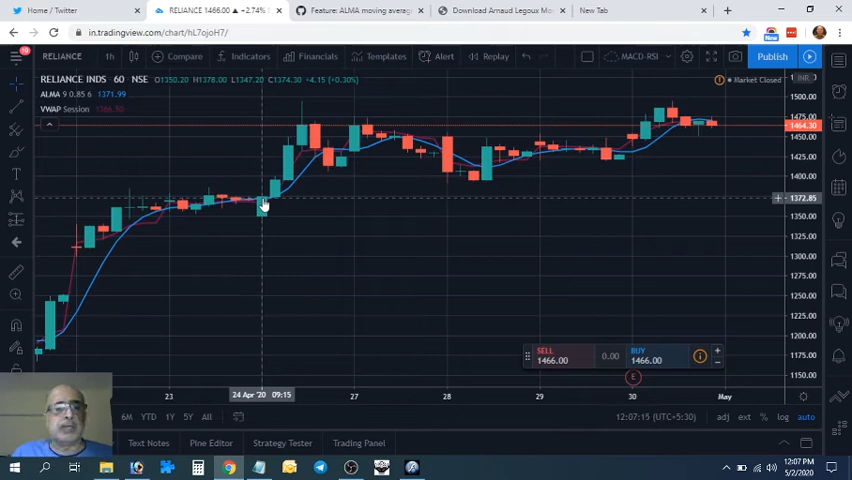 Home / Twitter
RELIANCE 1466.00 ▲ +2.74%
Feature: ALMA moving averag
Download Arnaud Legoux Mo
New Tab
in.tradingview.com/chart/hL7ojoH7/
New
10
RELIANCE
1h
Compare
Indicators
Financials
Templates
Alert
Replay
MACD-RSI
Publish
RELIANCE INDS 60 NSE O1350.20 H1378.00 L1347.20 C1374.30 +4.15 (+0.30%)
Market Closed
INR
ALMA 9 0.85 6 1371.99
VWAP Session 1366.50
1500.00
1475.00
1464.30
1450.00
1425.00
1400.00
1372.85
1350.00
1325.00
1300.00
1275.00
1250.00
1225.00
1200.00
1175.00
1150.00
SELL
1466.00
0.00
BUY
1466.00
E
23
24 Apr '20 09:15
27
28
29
30
May
6M YTD 1Y 5Y All
12:07:15 (UTC+5:30)
adj ext % log auto
Text Notes
Pine Editor
Strategy Tester
Trading Panel
12:07 PM
5/2/2020